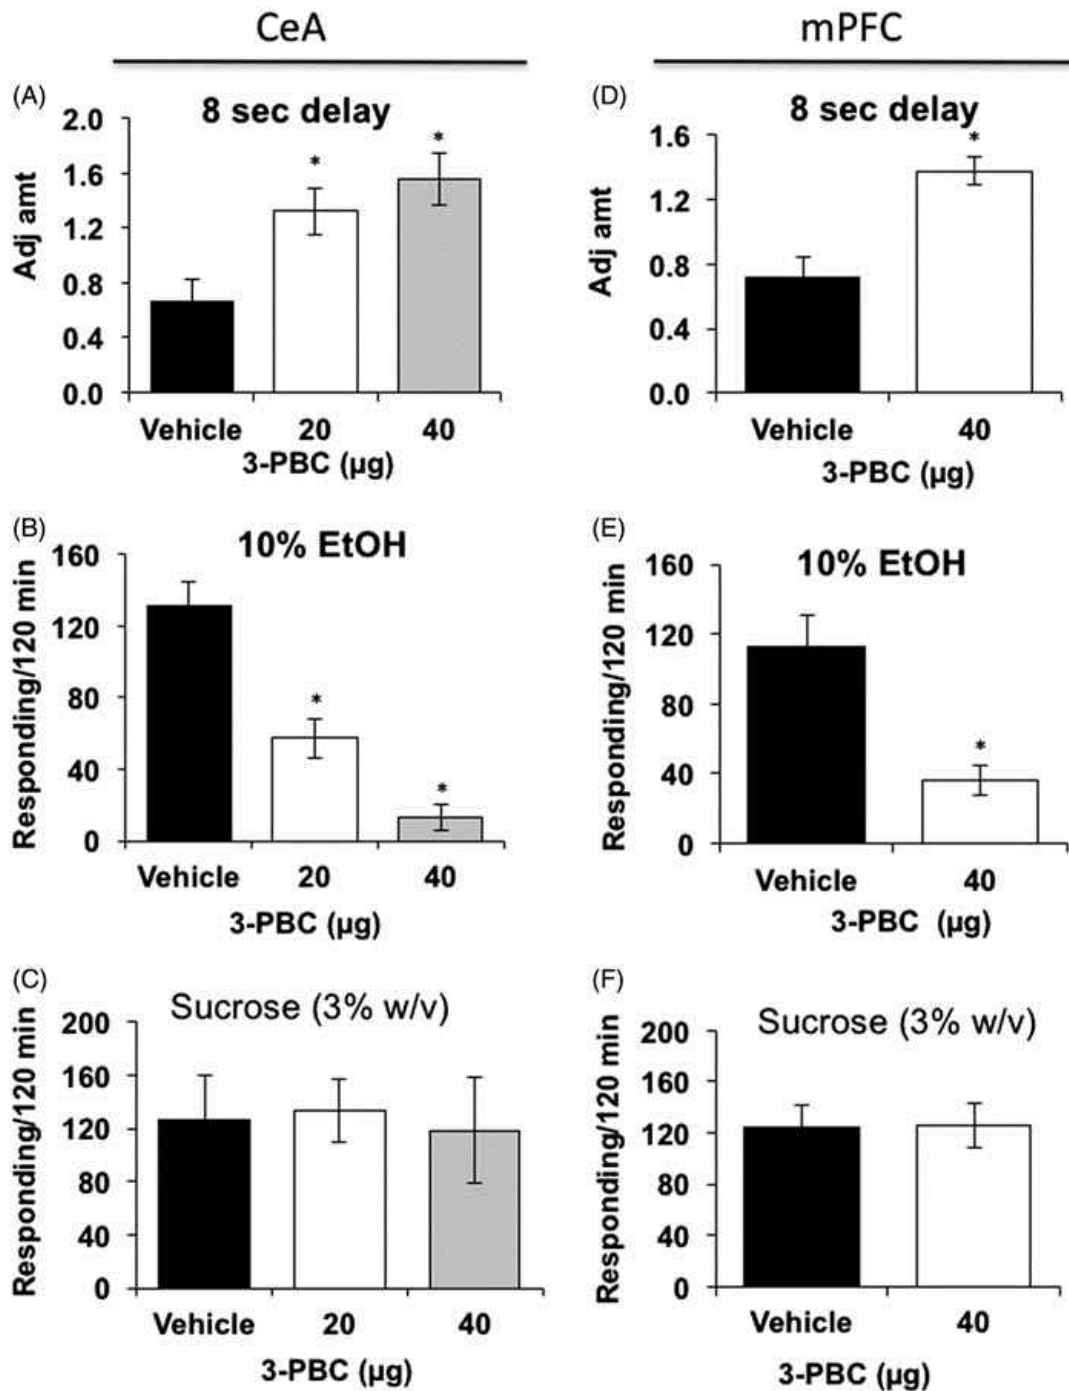 CeA
mPFC
(A)
8 sec delay
Adj amt
2.0
1.6
1.2
0.8
0.4
0.0
*
*
Vehicle 20 40
3-PBC (µg)
(D)
8 sec delay
Adj amt
1.6
1.2
0.8
0.4
0.0
*
Vehicle 40
3-PBC (µg)
(B)
10% EtOH
Responding/120 min
160
120
80
40
0
*
*
Vehicle 20 40
3-PBC (µg)
(E)
10% EtOH
Responding/120 min
160
120
80
40
0
*
Vehicle 40
3-PBC (µg)
(C)
Sucrose (3% w/v)
Responding/120 min
200
160
120
80
40
0
Vehicle 20 40
3-PBC (µg)
(F)
Sucrose (3% w/v)
Responding/120 min
200
160
120
80
40
0
Vehicle 40
3-PBC (µg)